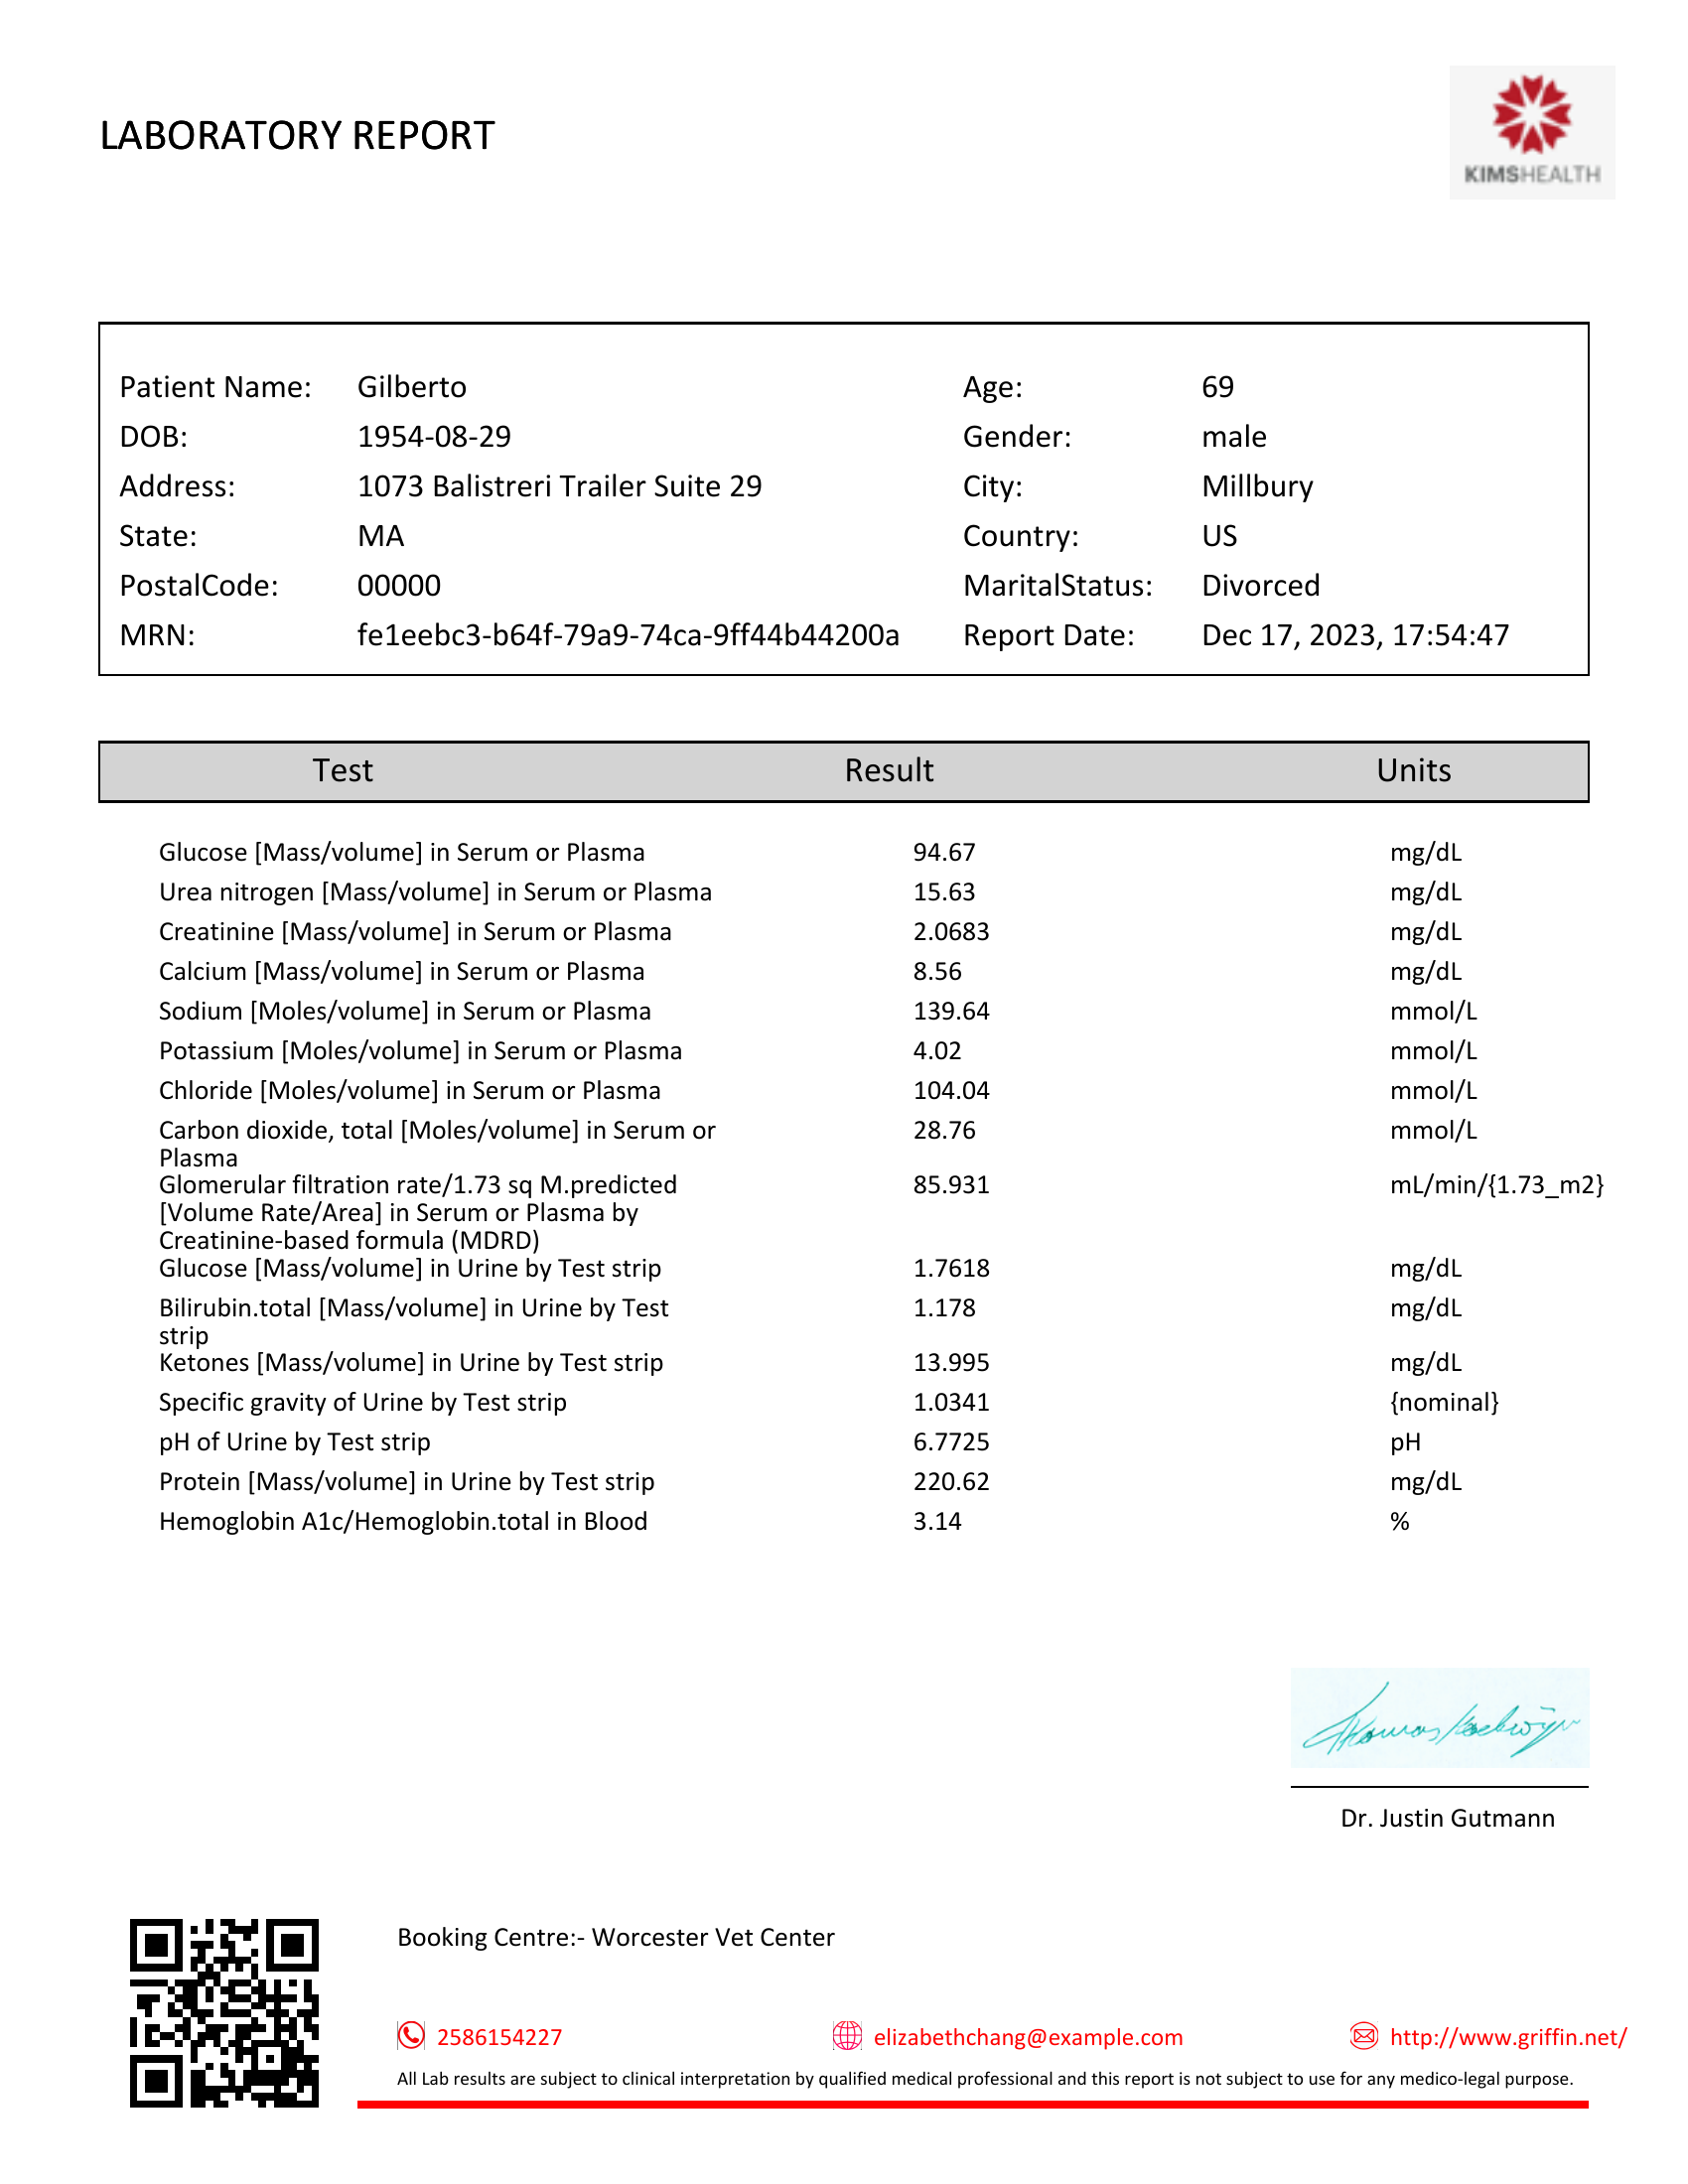 LABORATORY REPORT
KIMSHEALTH
Patient Name: Gilberto Age: 69
DOB: 1954-08-29 Gender: male
Address: 1073 Balistreri Trailer Suite 29 City: Millbury
State: MA Country: US
PostalCode: 00000 MaritalStatus: Divorced
MRN: fe1eebc3-b64f-79a9-74ca-9ff44b44200a Report Date: Dec 17, 2023, 17:54:47
Test Result Units
Glucose [Mass/volume] in Serum or Plasma 94.67 mg/dL
Urea nitrogen [Mass/volume] in Serum or Plasma 15.63 mg/dL
Creatinine [Mass/volume] in Serum or Plasma 2.0683 mg/dL
Calcium [Mass/volume] in Serum or Plasma 8.56 mg/dL
Sodium [Moles/volume] in Serum or Plasma 139.64 mmol/L
Potassium [Moles/volume] in Serum or Plasma 4.02 mmol/L
Chloride [Moles/volume] in Serum or Plasma 104.04 mmol/L
Carbon dioxide, total [Moles/volume] in Serum or 28.76 mmol/L
Plasma
Glomerular filtration rate/1.73 sq M.predicted 85.931 mL/min/{1.73_m2}
[Volume Rate/Area] in Serum or Plasma by
Creatinine-based formula (MDRD)
Glucose [Mass/volume] in Urine by Test strip 1.7618 mg/dL
Bilirubin.total [Mass/volume] in Urine by Test 1.178 mg/dL
strip
Ketones [Mass/volume] in Urine by Test strip 13.995 mg/dL
Specific gravity of Urine by Test strip 1.0341 {nominal}
pH of Urine by Test strip 6.7725 pH
Protein [Mass/volume] in Urine by Test strip 220.62 mg/dL
Hemoglobin A1c/Hemoglobin.total in Blood 3.14 %
Dr. Justin Gutmann
Booking Centre:- Worcester Vet Center
2586154227 elizabethchang@example.com http://www.griffin.net/
All Lab results are subject to clinical interpretation by qualified medical professional and this report is not subject to use for any medico-legal purpose.